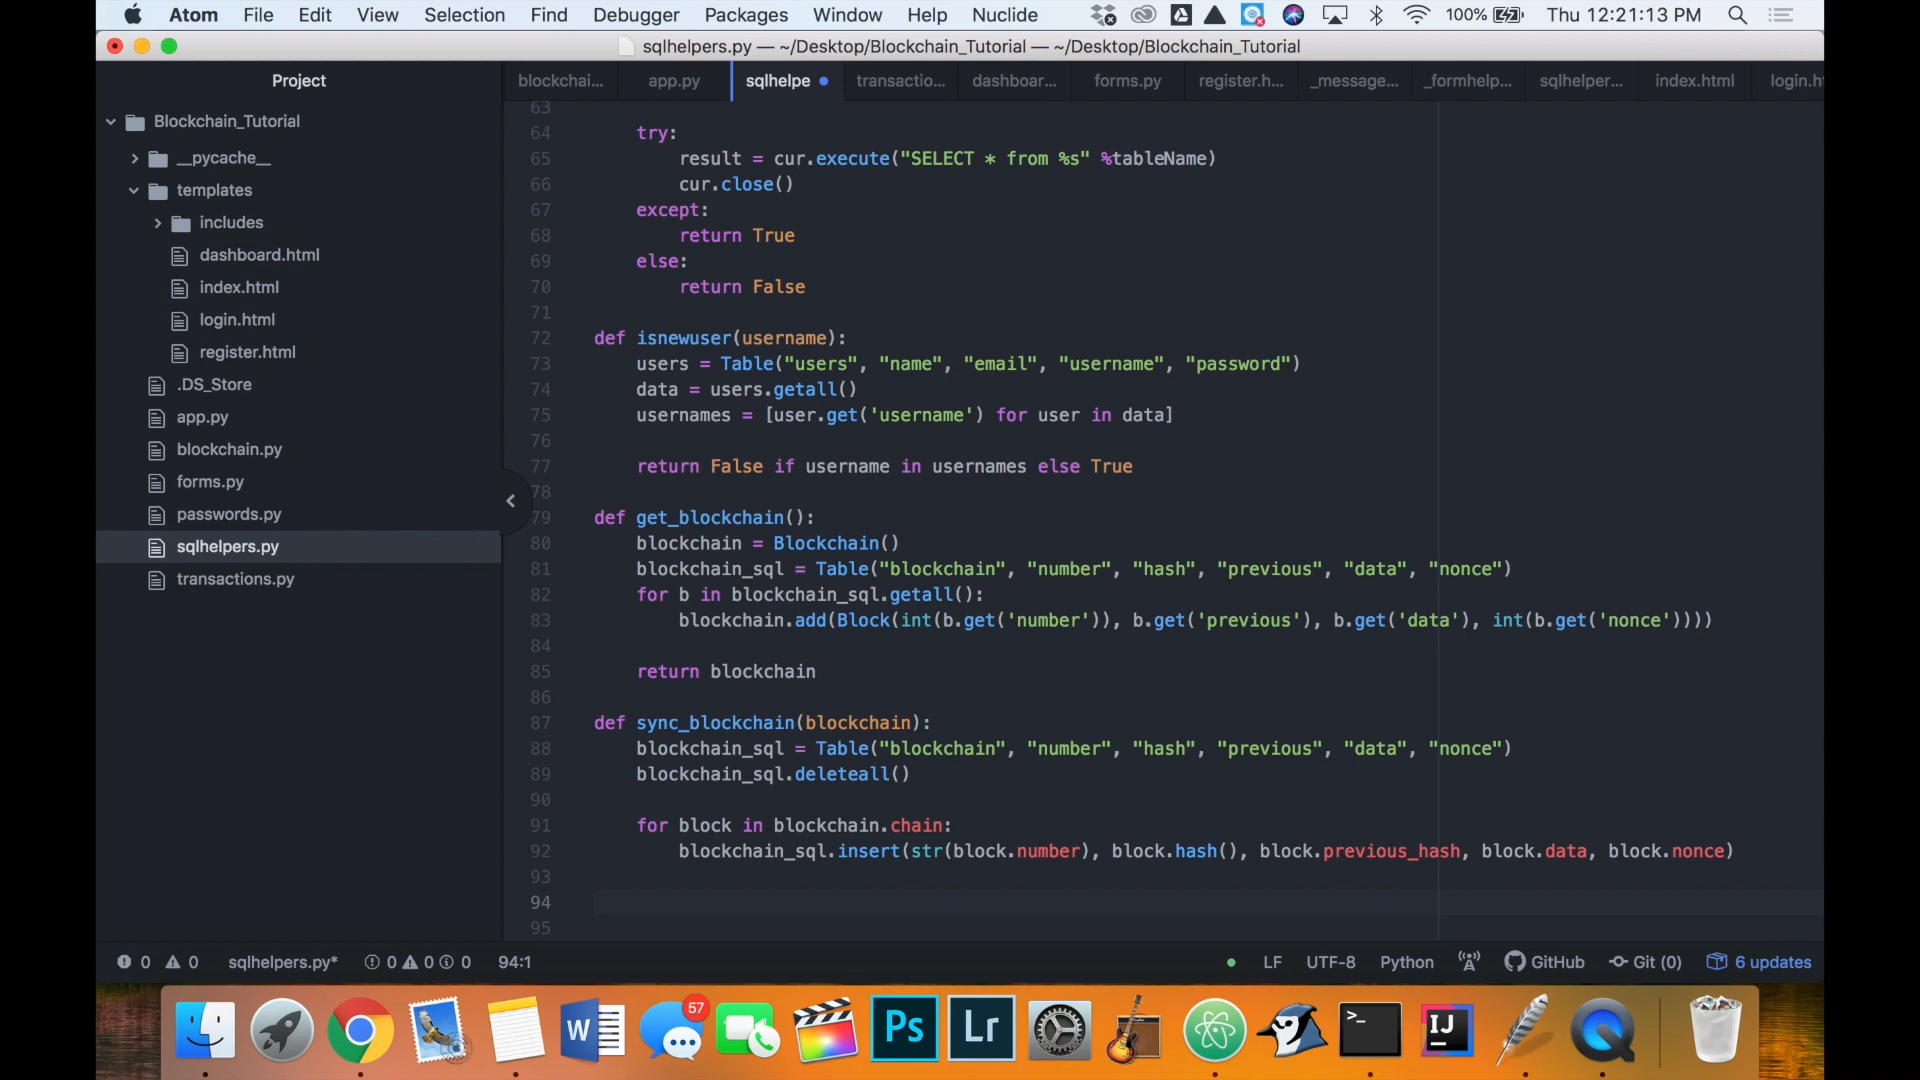 Atom File Edit View Selection Find Debugger Packages Window Help Nuclide 100% Thu 12:21:13 PM
sqlhelpers.py — ~/Desktop/Blockchain_Tutorial — ~/Desktop/Blockchain_Tutorial
Project
blockchai... app.py sqlhelpe transactio... dashboar... forms.py register.h... _message... _formhelp... sqlhelper... index.html login.ht
Blockchain_Tutorial
__pycache__
templates
includes
dashboard.html
index.html
login.html
register.html
.DS_Store
app.py
blockchain.py
forms.py
passwords.py
sqlhelpers.py
transactions.py
63
64 try:
65 result = cur.execute("SELECT * from %s" %tableName)
66 cur.close()
67 except:
68 return True
69 else:
70 return False
71
72 def isnewuser(username):
73 users = Table("users", "name", "email", "username", "password")
74 data = users.getall()
75 usernames = [user.get('username') for user in data]
76
77 return False if username in usernames else True
78
79 def get_blockchain():
80 blockchain = Blockchain()
81 blockchain_sql = Table("blockchain", "number", "hash", "previous", "data", "nonce")
82 for b in blockchain_sql.getall():
83 blockchain.add(Block(int(b.get('number')), b.get('previous'), b.get('data'), int(b.get('nonce'))))
84
85 return blockchain
86
87 def sync_blockchain(blockchain):
88 blockchain_sql = Table("blockchain", "number", "hash", "previous", "data", "nonce")
89 blockchain_sql.deleteall()
90
91 for block in blockchain.chain:
92 blockchain_sql.insert(str(block.number), block.hash(), block.previous_hash, block.data, block.nonce)
93
94
95
0 0 sqlhelpers.py* 0 0 0 94:1 LF UTF-8 Python GitHub Git (0) 6 updates
W 57 Ps Lr >_ IJ